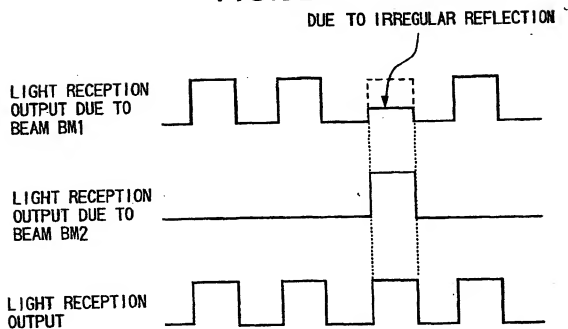 DUE TO IRREGULAR REFLECTION
LIGHT RECEPTION
OUTPUT DUE TO
BEAM BM1
LIGHT RECEPTION
OUTPUT DUE TO
BEAM BM2
LIGHT RECEPTION
OUTPUT